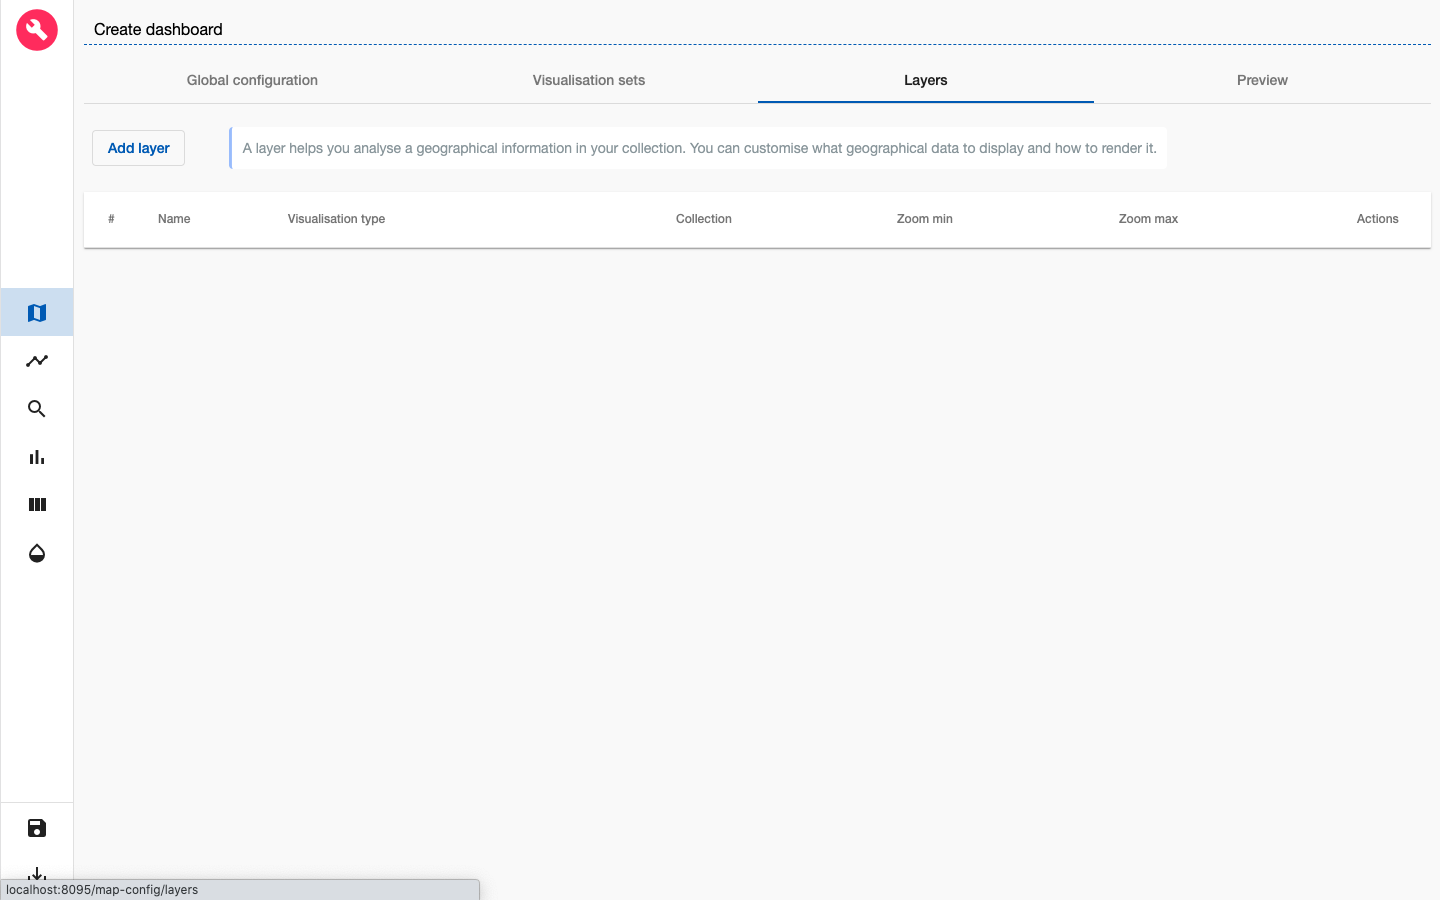 Create dashboard
Global configuration Visualisation sets Layers Preview
Add layer A layer helps you analyse a geographical information in your collection. You can customise what geographical data to display and how to render it.
# Name Visualisation type Collection Zoom min Zoom max Actions
localhost:8095/map-config/layers